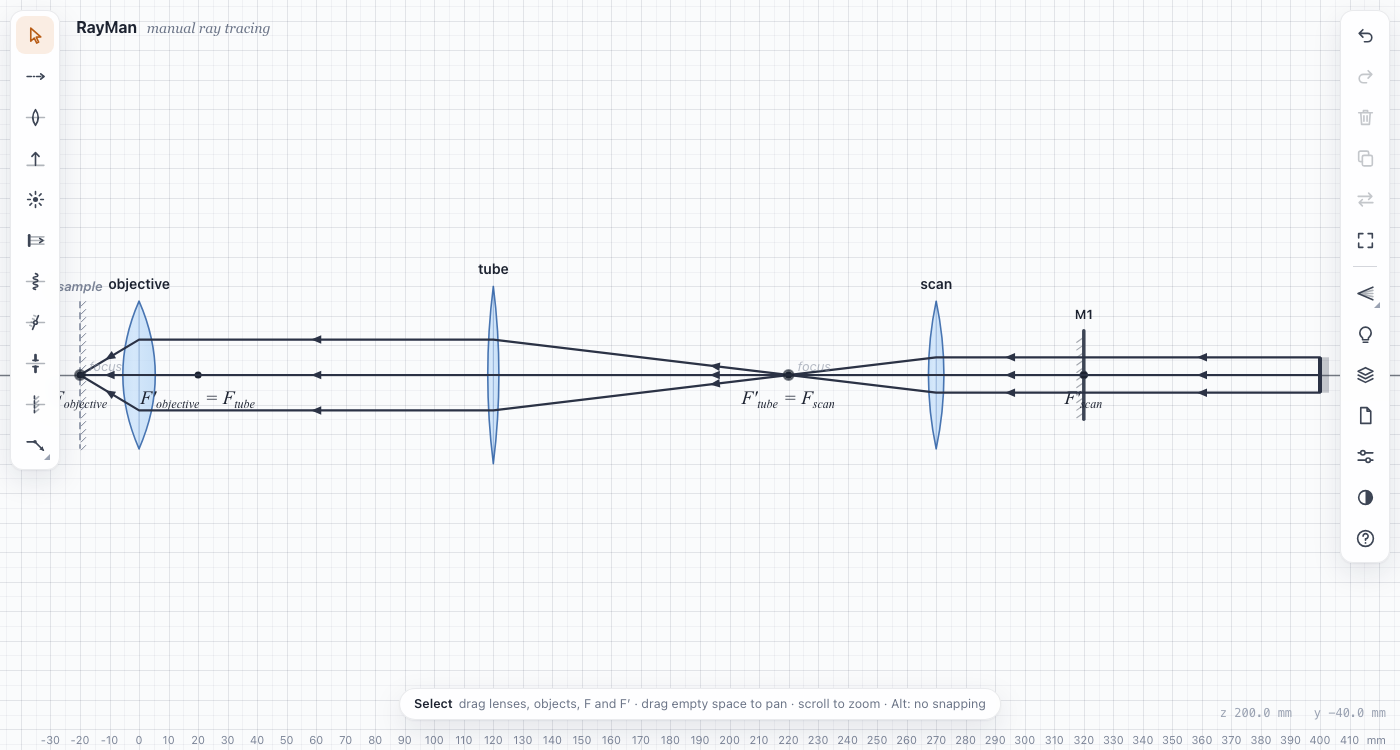 RayMan manual ray tracing
tube
sample objective
scan
M1
focus
focus
F objective
F′ objective = F tube
F′ tube = F scan
F′ scan
Select drag lenses, objects, F and F′ · drag empty space to pan · scroll to zoom · Alt: no snapping
z 200.0 mm y −40.0 mm
-30 -20 -10 0 10 20 30 40 50 60 70 80 90 100 110 120 130 140 150 160 170 180 190 200 210 220 230 240 250 260 270 280 290 300 310 320 330 340 350 360 370 380 390 400 410 mm